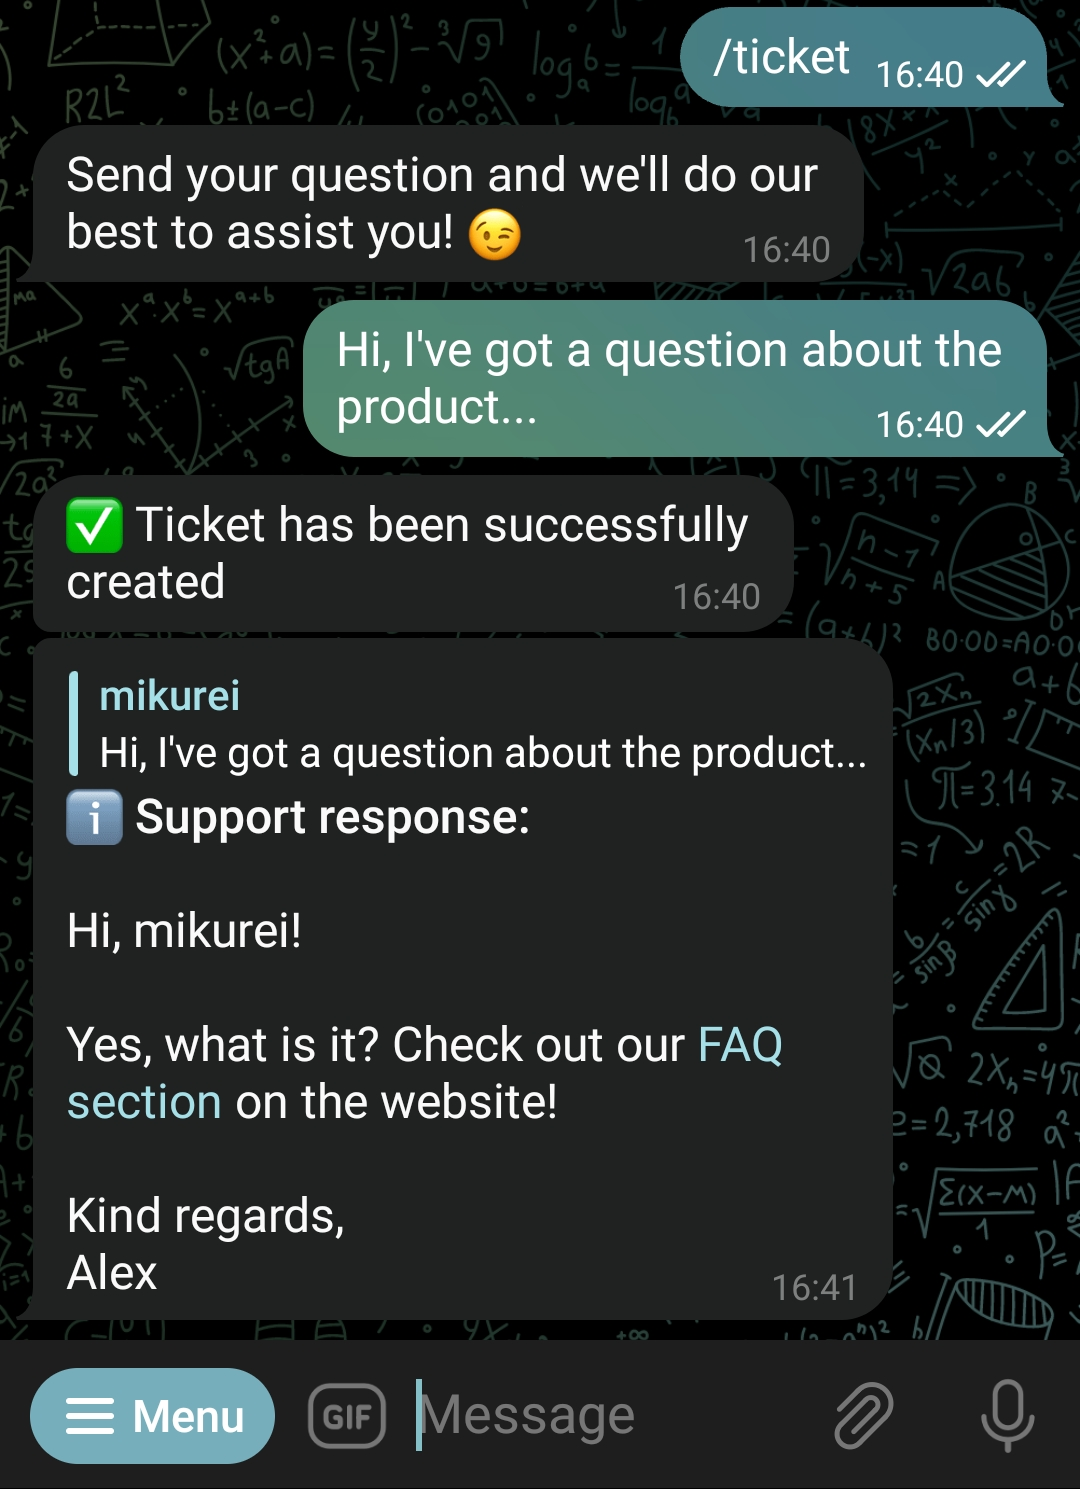 /ticket 16:40
Send your question and we'll do our
best to assist you! 😉 16:40
Hi, I've got a question about the
product... 16:40
✅ Ticket has been successfully
created 16:40
mikurei
Hi, I've got a question about the product...
ℹ️ Support response:
Hi, mikurei!
Yes, what is it? Check out our FAQ
section on the website!
Kind regards,
Alex 16:41
Menu GIF Message